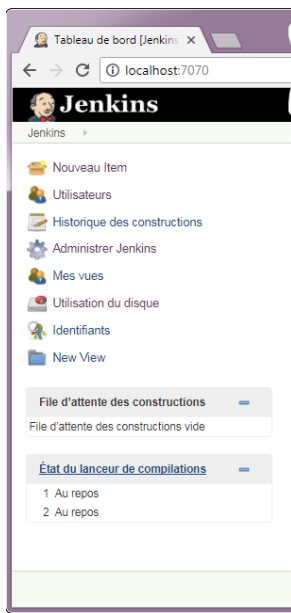 Tableau de bord [Jenkins
localhost:7070
Jenkins
Jenkins
Nouveau Item
Utilisateurs
Historique des constructions
Administrer Jenkins
Mes vues
Utilisation du disque
Identifiants
New View
File d'attente des constructions
File d'attente des constructions vide
État du lanceur de compilations
1 Au repos
2 Au repos